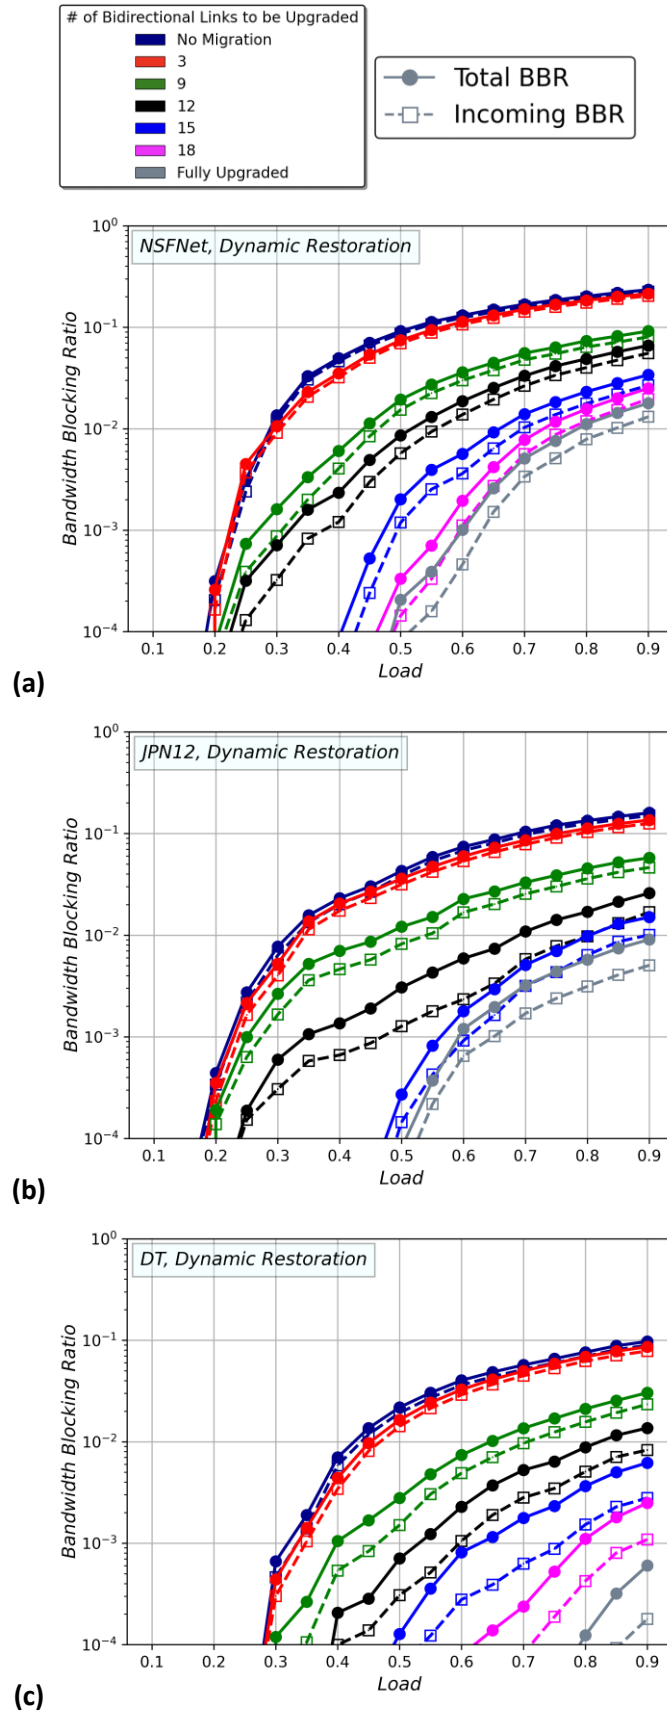 # of Bidirectional Links to be Upgraded
No Migration
3
9
12
15
18
Fully Upgraded
Total BBR
Incoming BBR
NSFNet, Dynamic Restoration
Bandwidth Blocking Ratio
10⁰
10⁻¹
10⁻²
10⁻³
10⁻⁴
0.1 0.2 0.3 0.4 0.5 0.6 0.7 0.8 0.9
Load
(a)
JPN12, Dynamic Restoration
Bandwidth Blocking Ratio
10⁰
10⁻¹
10⁻²
10⁻³
10⁻⁴
0.1 0.2 0.3 0.4 0.5 0.6 0.7 0.8 0.9
Load
(b)
DT, Dynamic Restoration
Bandwidth Blocking Ratio
10⁰
10⁻¹
10⁻²
10⁻³
10⁻⁴
0.1 0.2 0.3 0.4 0.5 0.6 0.7 0.8 0.9
Load
(c)